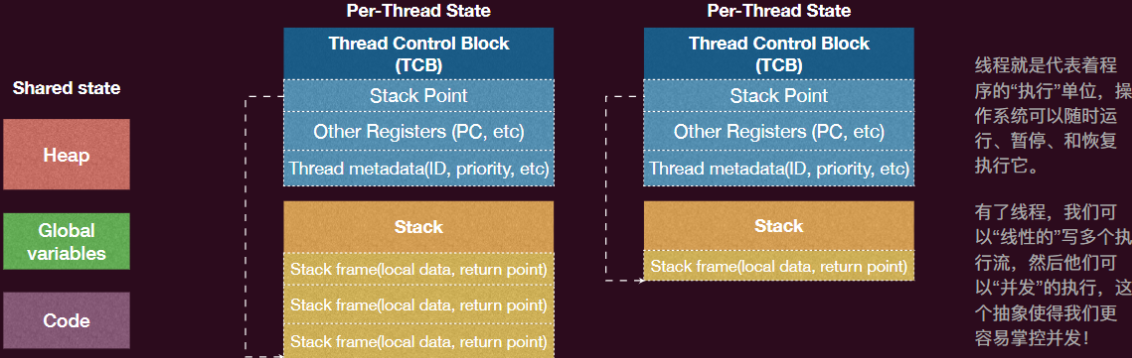 Shared state
Heap
Global
variables
Code
Per-Thread State
Thread Control Block
(TCB)
Stack Point
Other Registers (PC, etc)
Thread metadata(ID, priority, etc)
Stack
Stack frame(local data, return point)
Stack frame(local data, return point)
Stack frame(local data, return point)
Per-Thread State
Thread Control Block
(TCB)
Stack Point
Other Registers (PC, etc)
Thread metadata(ID, priority, etc)
Stack
Stack frame(local data, return point)
线程就是代表着程
序的“执行”单位，操
作系统可以随时运
行、暂停、和恢复
执行它。
有了线程，我们可
以“线性的”写多个执
行流，然后他们可
以“并发”的执行，这
个抽象使得我们更
容易掌控并发！